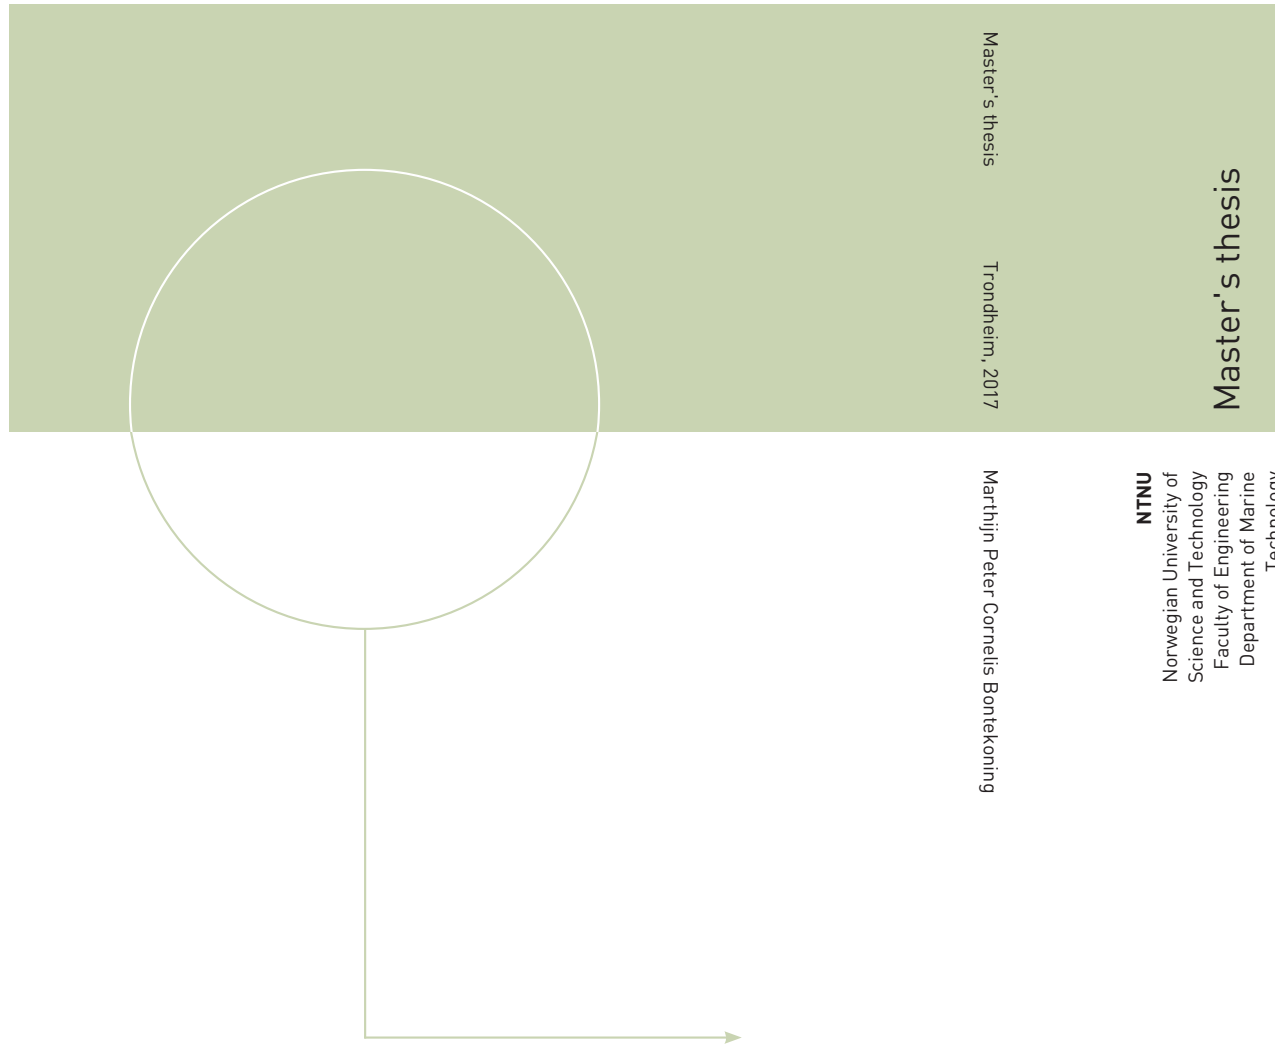 Master's thesis
Trondheim, 2017
Marthijn Peter Cornelis Bontekoning
Master's thesis
NTNU
Norwegian University of
Science and Technology
Faculty of Engineering
Department of Marine
Technology